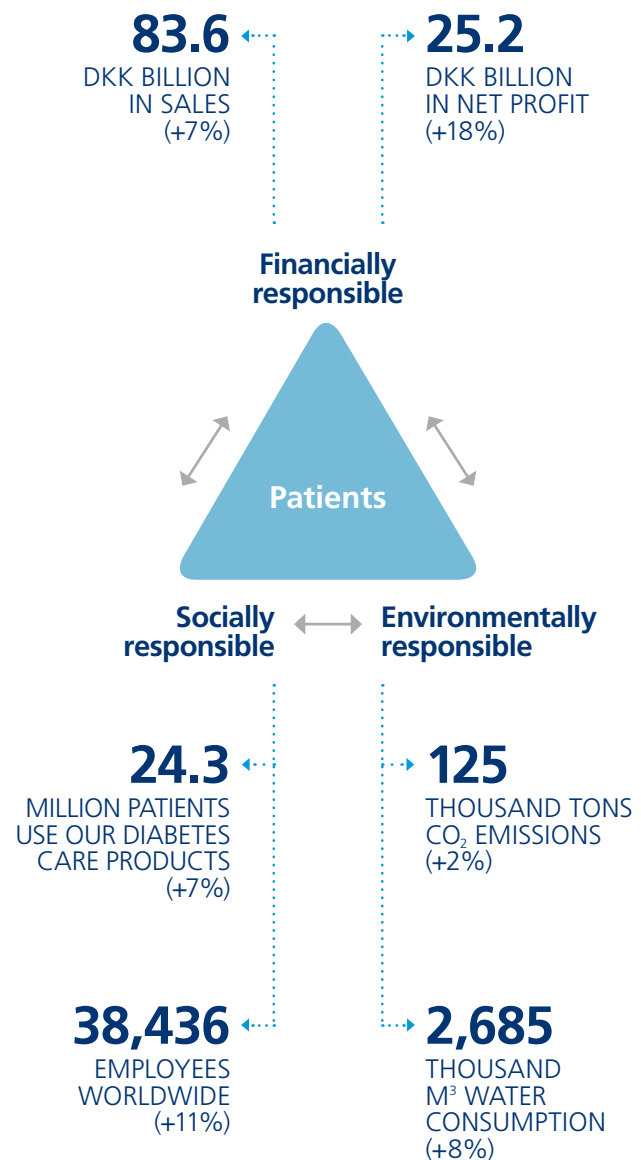 83.6
DKK BILLION
IN SALES
(+7%)
25.2
DKK BILLION
IN NET PROFIT
(+18%)
Financially
responsible
Patients
Socially
responsible
Environmentally
responsible
24.3
MILLION PATIENTS
USE OUR DIABETES
CARE PRODUCTS
(+7%)
125
THOUSAND TONS
CO₂ EMISSIONS
(+2%)
38,436
EMPLOYEES
WORLDWIDE
(+11%)
2,685
THOUSAND
M³ WATER
CONSUMPTION
(+8%)